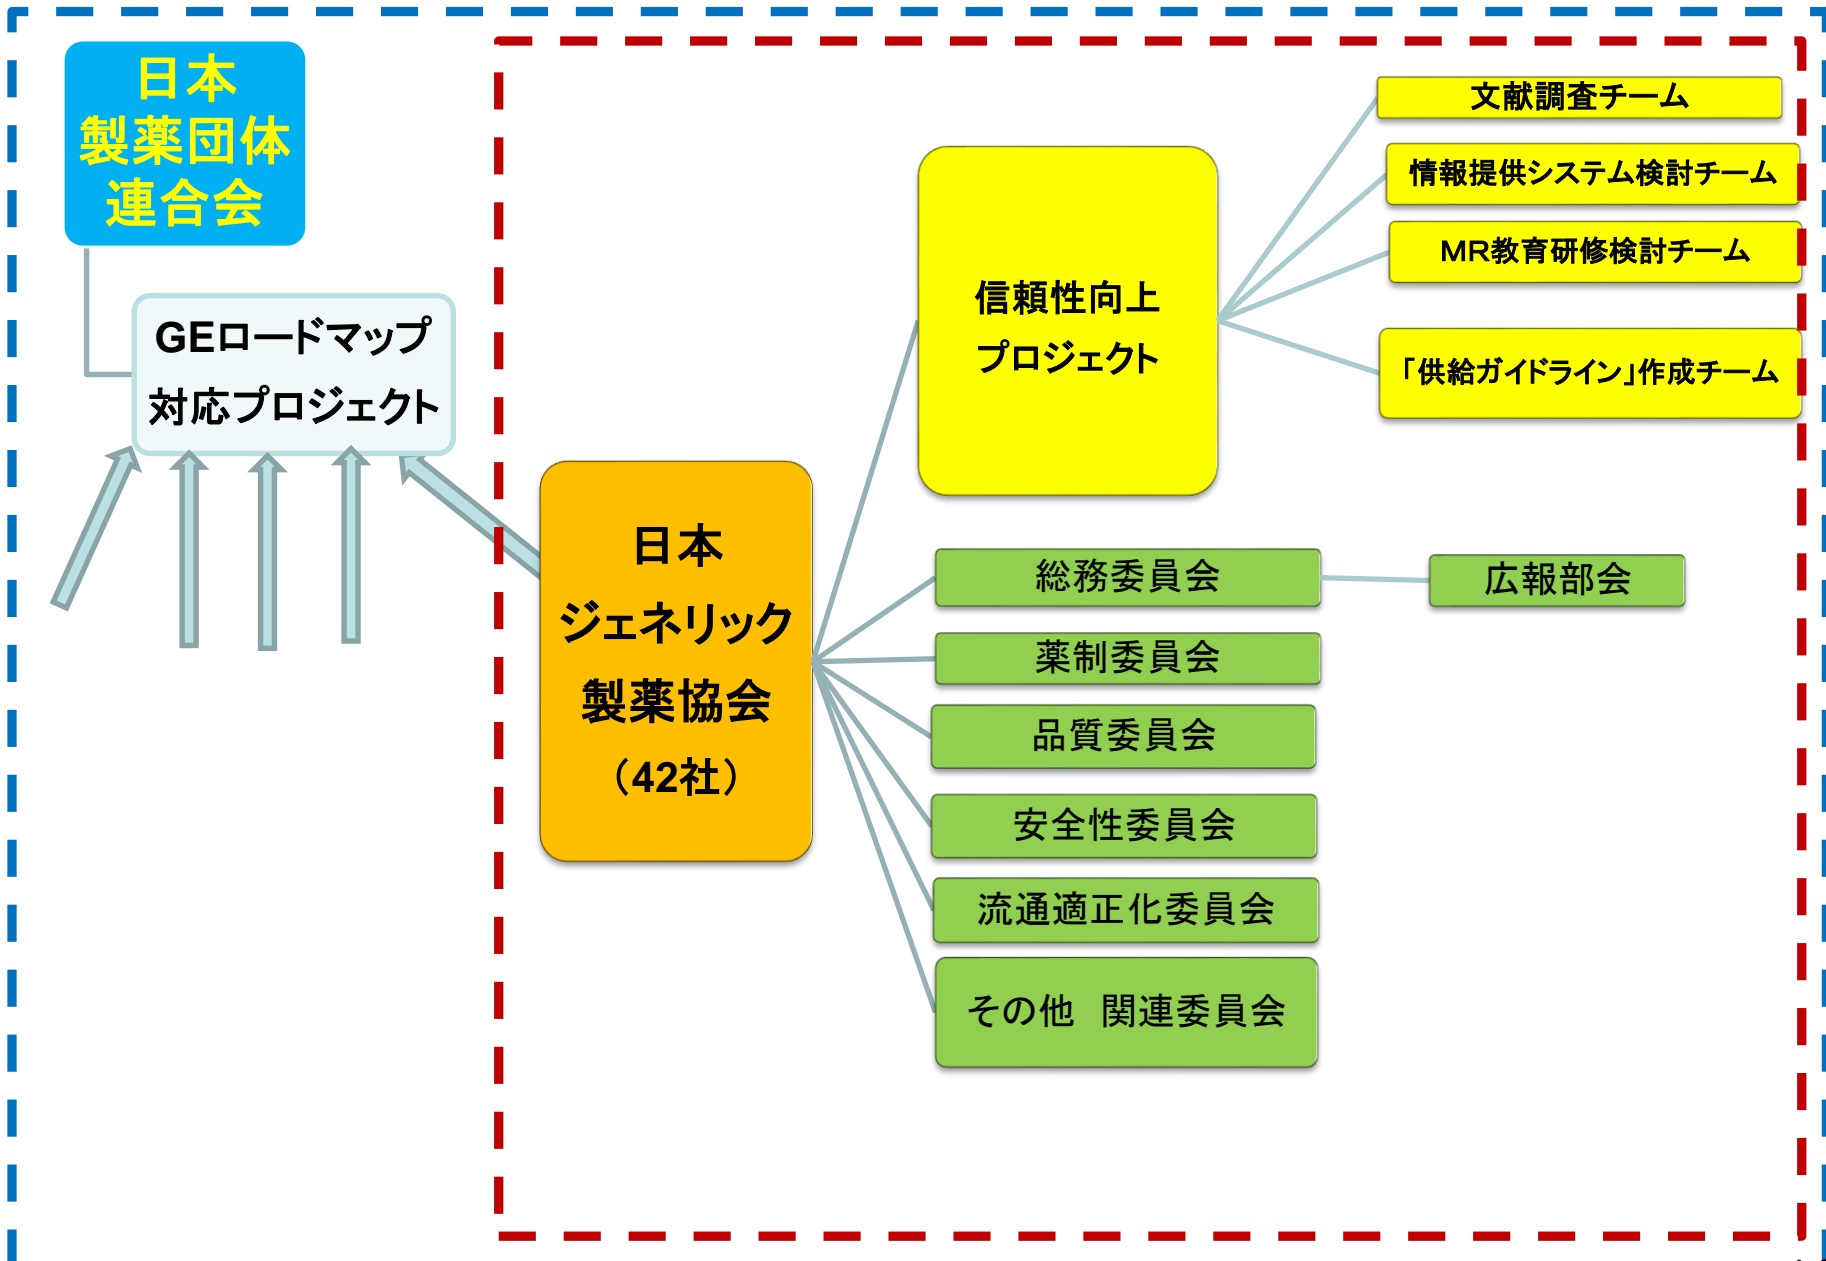 日本
製薬団体
連合会
GEロードマップ
対応プロジェクト
日本
ジェネリック
製薬協会
（42社）
信頼性向上
プロジェクト
文献調査チーム
情報提供システム検討チーム
MR教育研修検討チーム
「供給ガイドライン」作成チーム
総務委員会
広報部会
薬制委員会
品質委員会
安全性委員会
流通適正化委員会
その他　関連委員会